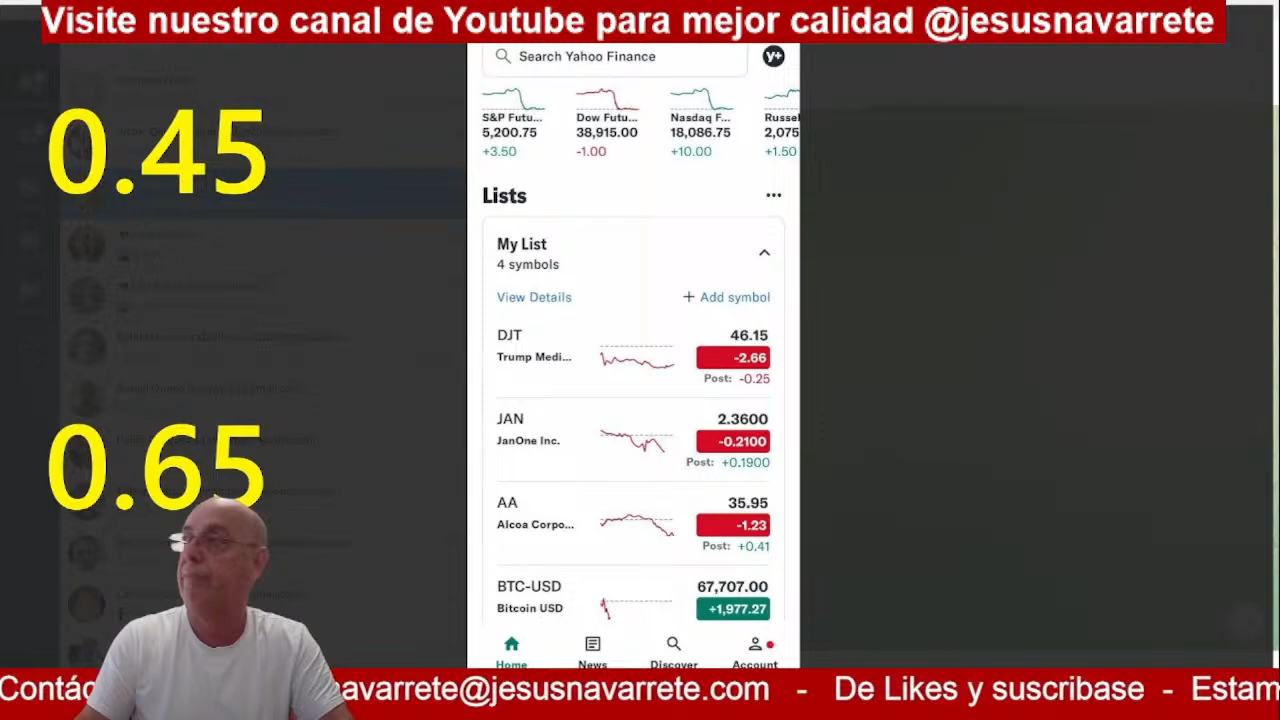 Visite nuestro canal de Youtube para mejor calidad @jesusnavarrete
0.45
0.65
Search Yahoo Finance
y+
S&P Futu... Dow Futu... Nasdaq F... Russel
5,200.75 38,915.00 18,086.75 2,075
+3.50 -1.00 +10.00 +1.50
Lists
My List
4 symbols
View Details + Add symbol
DJT 46.15
Trump Medi... -2.66
Post: -0.25
JAN 2.3600
JanOne Inc. -0.2100
Post: +0.1900
AA 35.95
Alcoa Corpo... -1.23
Post: +0.41
BTC-USD 67,707.00
Bitcoin USD +1,977.27
Home News Discover Account
Contác avarrete@jesusnavarrete.com - De Likes y suscribase - Estam